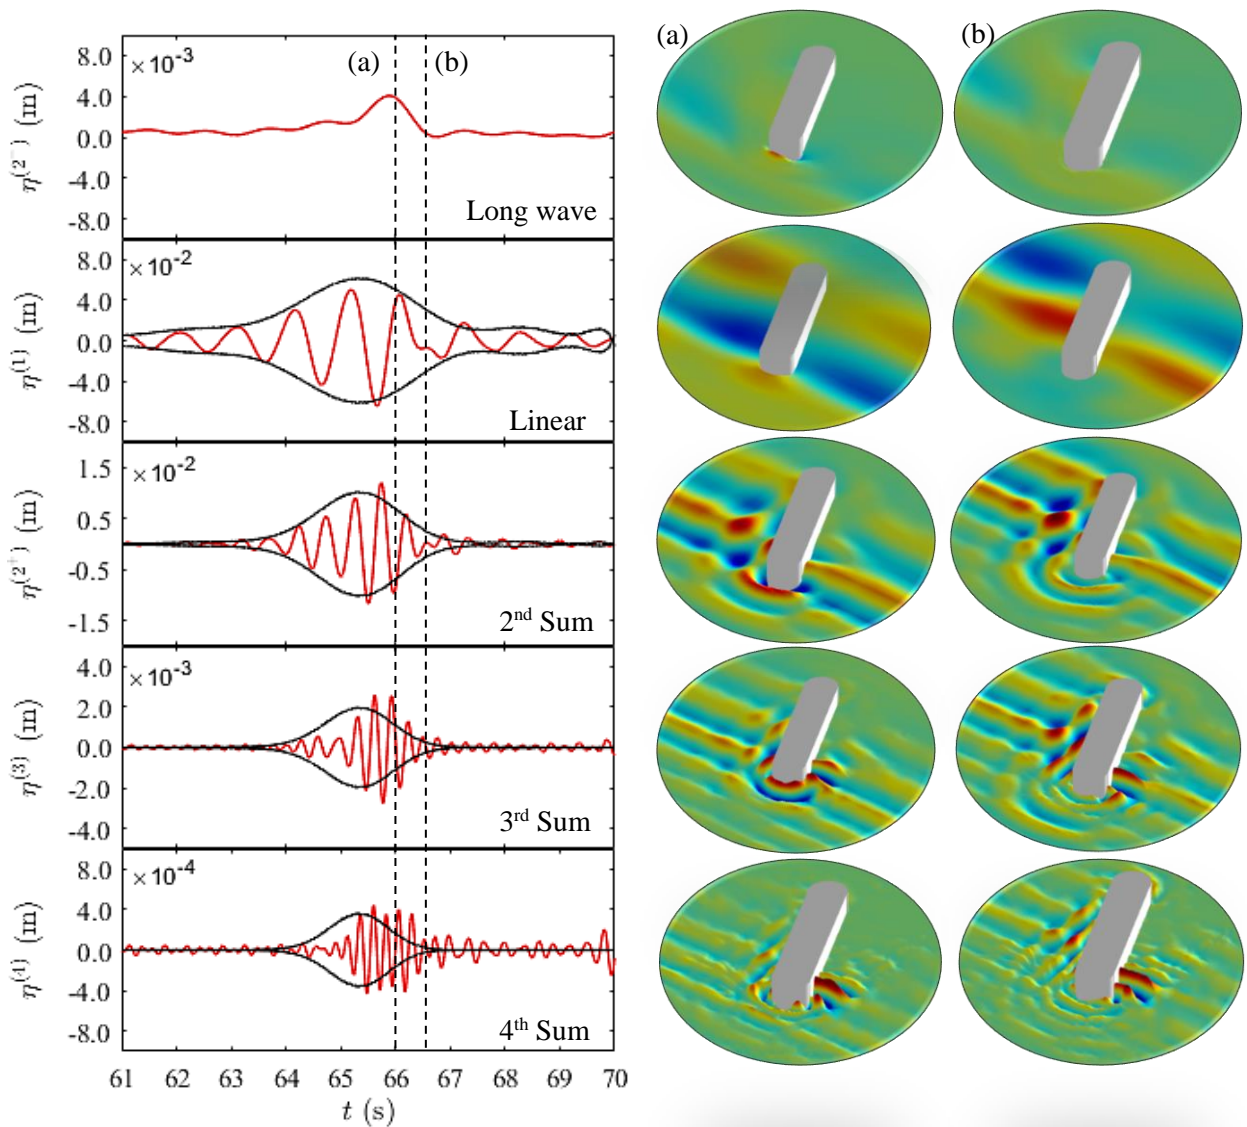 (a) (b)
8.0 ×10⁻³
4.0
0.0
-4.0
-8.0
η⁽²⁻⁾ (m)
(a) (b)
Long wave
8.0 ×10⁻²
4.0
0.0
-4.0
-8.0
η⁽¹⁾ (m)
Linear
1.5 ×10⁻²
0.5
-0.5
-1.5
η⁽²⁺⁾ (m)
2ⁿᵈ Sum
4.0 ×10⁻³
2.0
0.0
-2.0
-4.0
η⁽³⁾ (m)
3ʳᵈ Sum
8.0 ×10⁻⁴
4.0
0.0
-4.0
-8.0
η⁽⁴⁾ (m)
4ᵗʰ Sum
61 62 63 64 65 66 67 68 69 70
t (s)